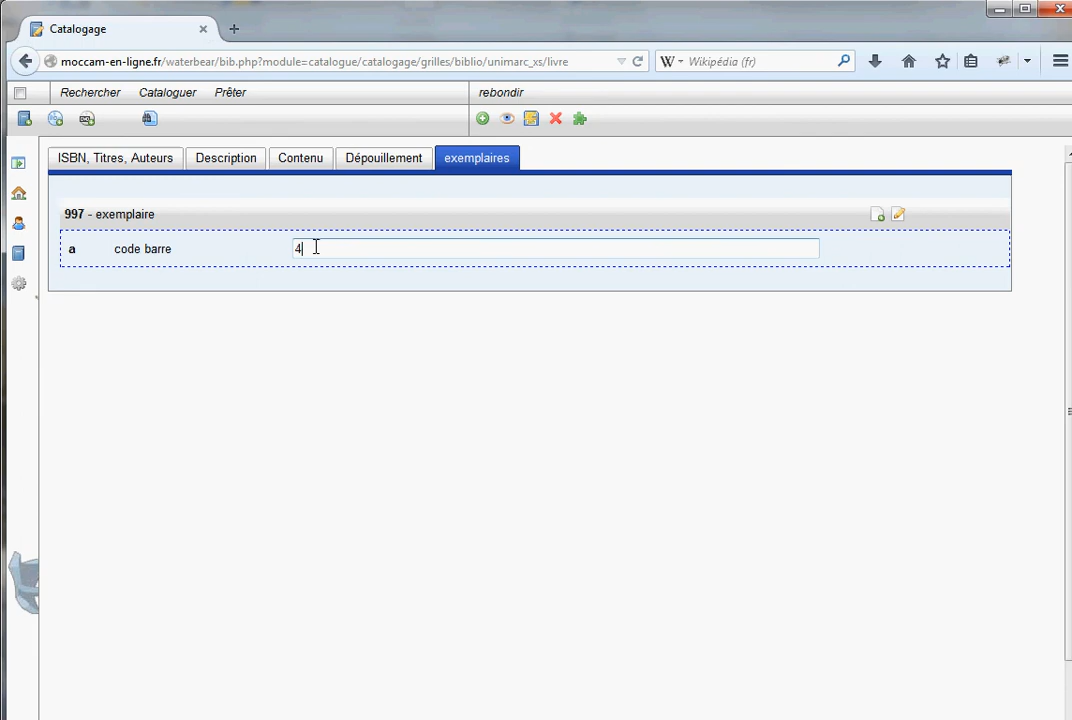 Catalogage
moccam-en-ligne.fr/waterbear/bib.php?module=catalogue/catalogage/grilles/biblio/unimarc_xs/livre
W Wikipédia (fr)
Rechercher Cataloguer Prêter rebondir
ISBN, Titres, Auteurs Description Contenu Dépouillement exemplaires
997 - exemplaire
a code barre 4